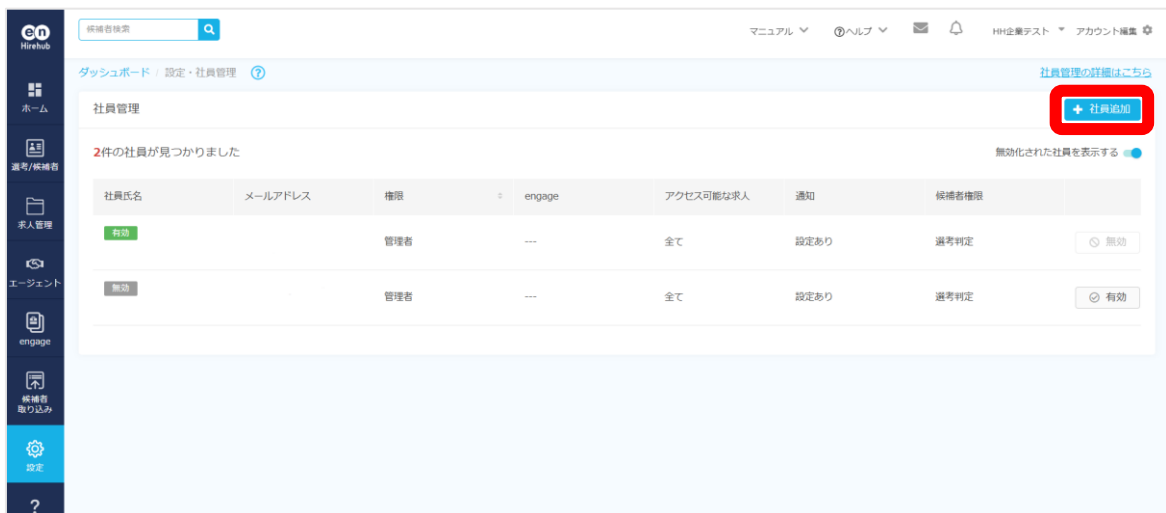 en
Hirehub
候補者検索
マニュアル
?ヘルプ
HH企業テスト
アカウント編集
ダッシュボード / 設定・社員管理 ?
社員管理の詳細はこちら
ホーム
選考/候補者
求人管理
エージェント
engage
候補者
取り込み
設定
?
社員管理
+ 社員追加
2件の社員が見つかりました
無効化された社員を表示する
社員氏名 メールアドレス 権限 engage アクセス可能な求人 通知 候補者権限
有効 管理者 --- 全て 設定あり 選考判定 無効
無効 管理者 --- 全て 設定あり 選考判定 有効